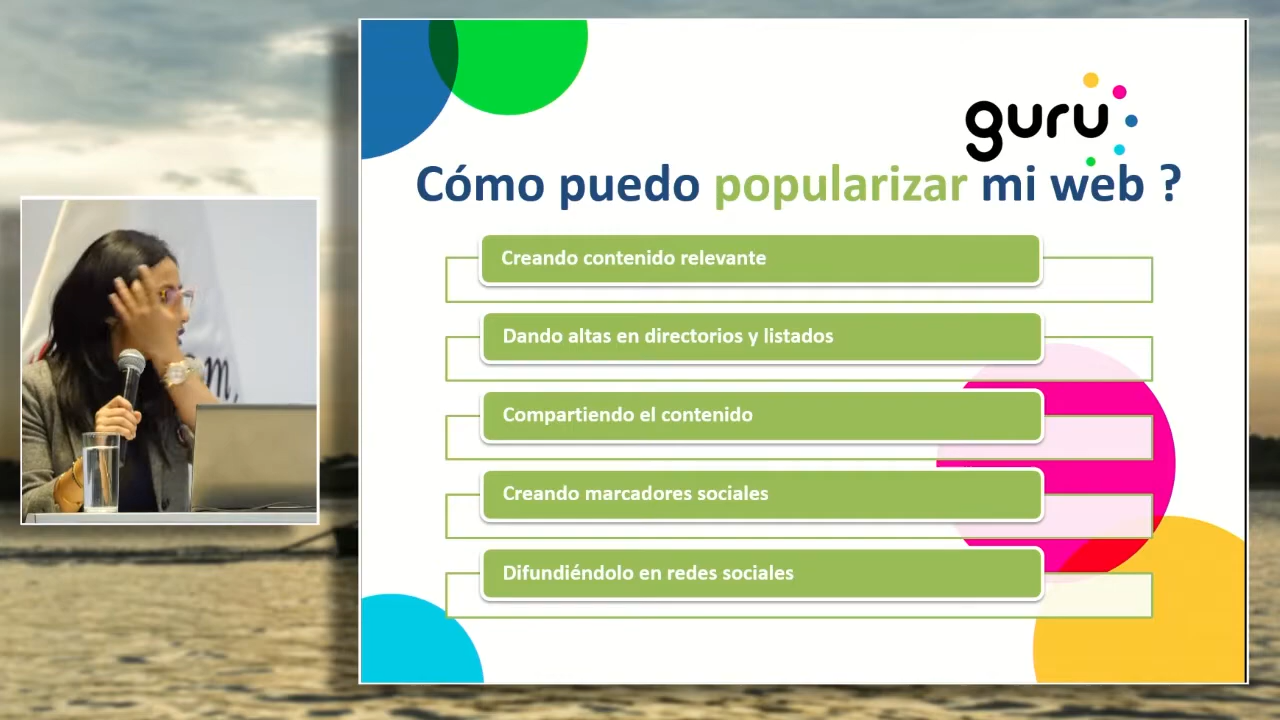 guru
Cómo puedo popularizar mi web ?
Creando contenido relevante
Dando altas en directorios y listados
Compartiendo el contenido
Creando marcadores sociales
Difundiéndolo en redes sociales